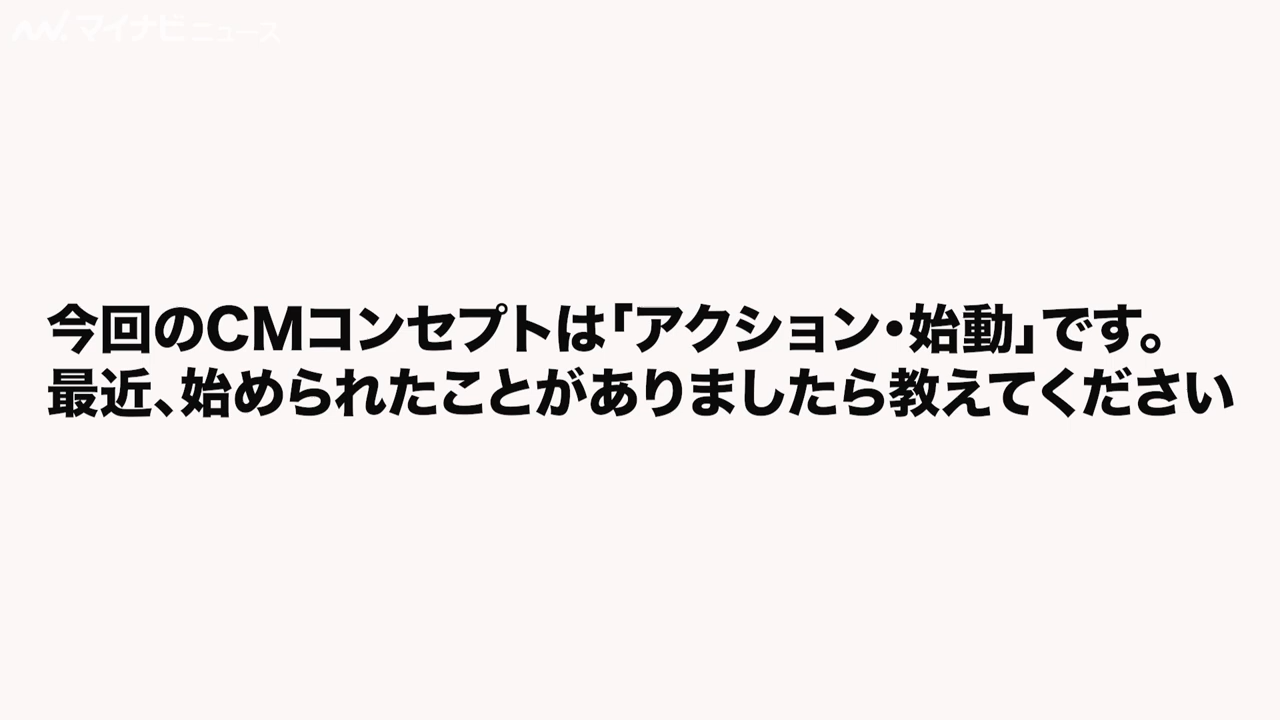 マイナビニュース
今回のCMコンセプトは「アクション・始動」です。
最近、始められたことがありましたら教えてください